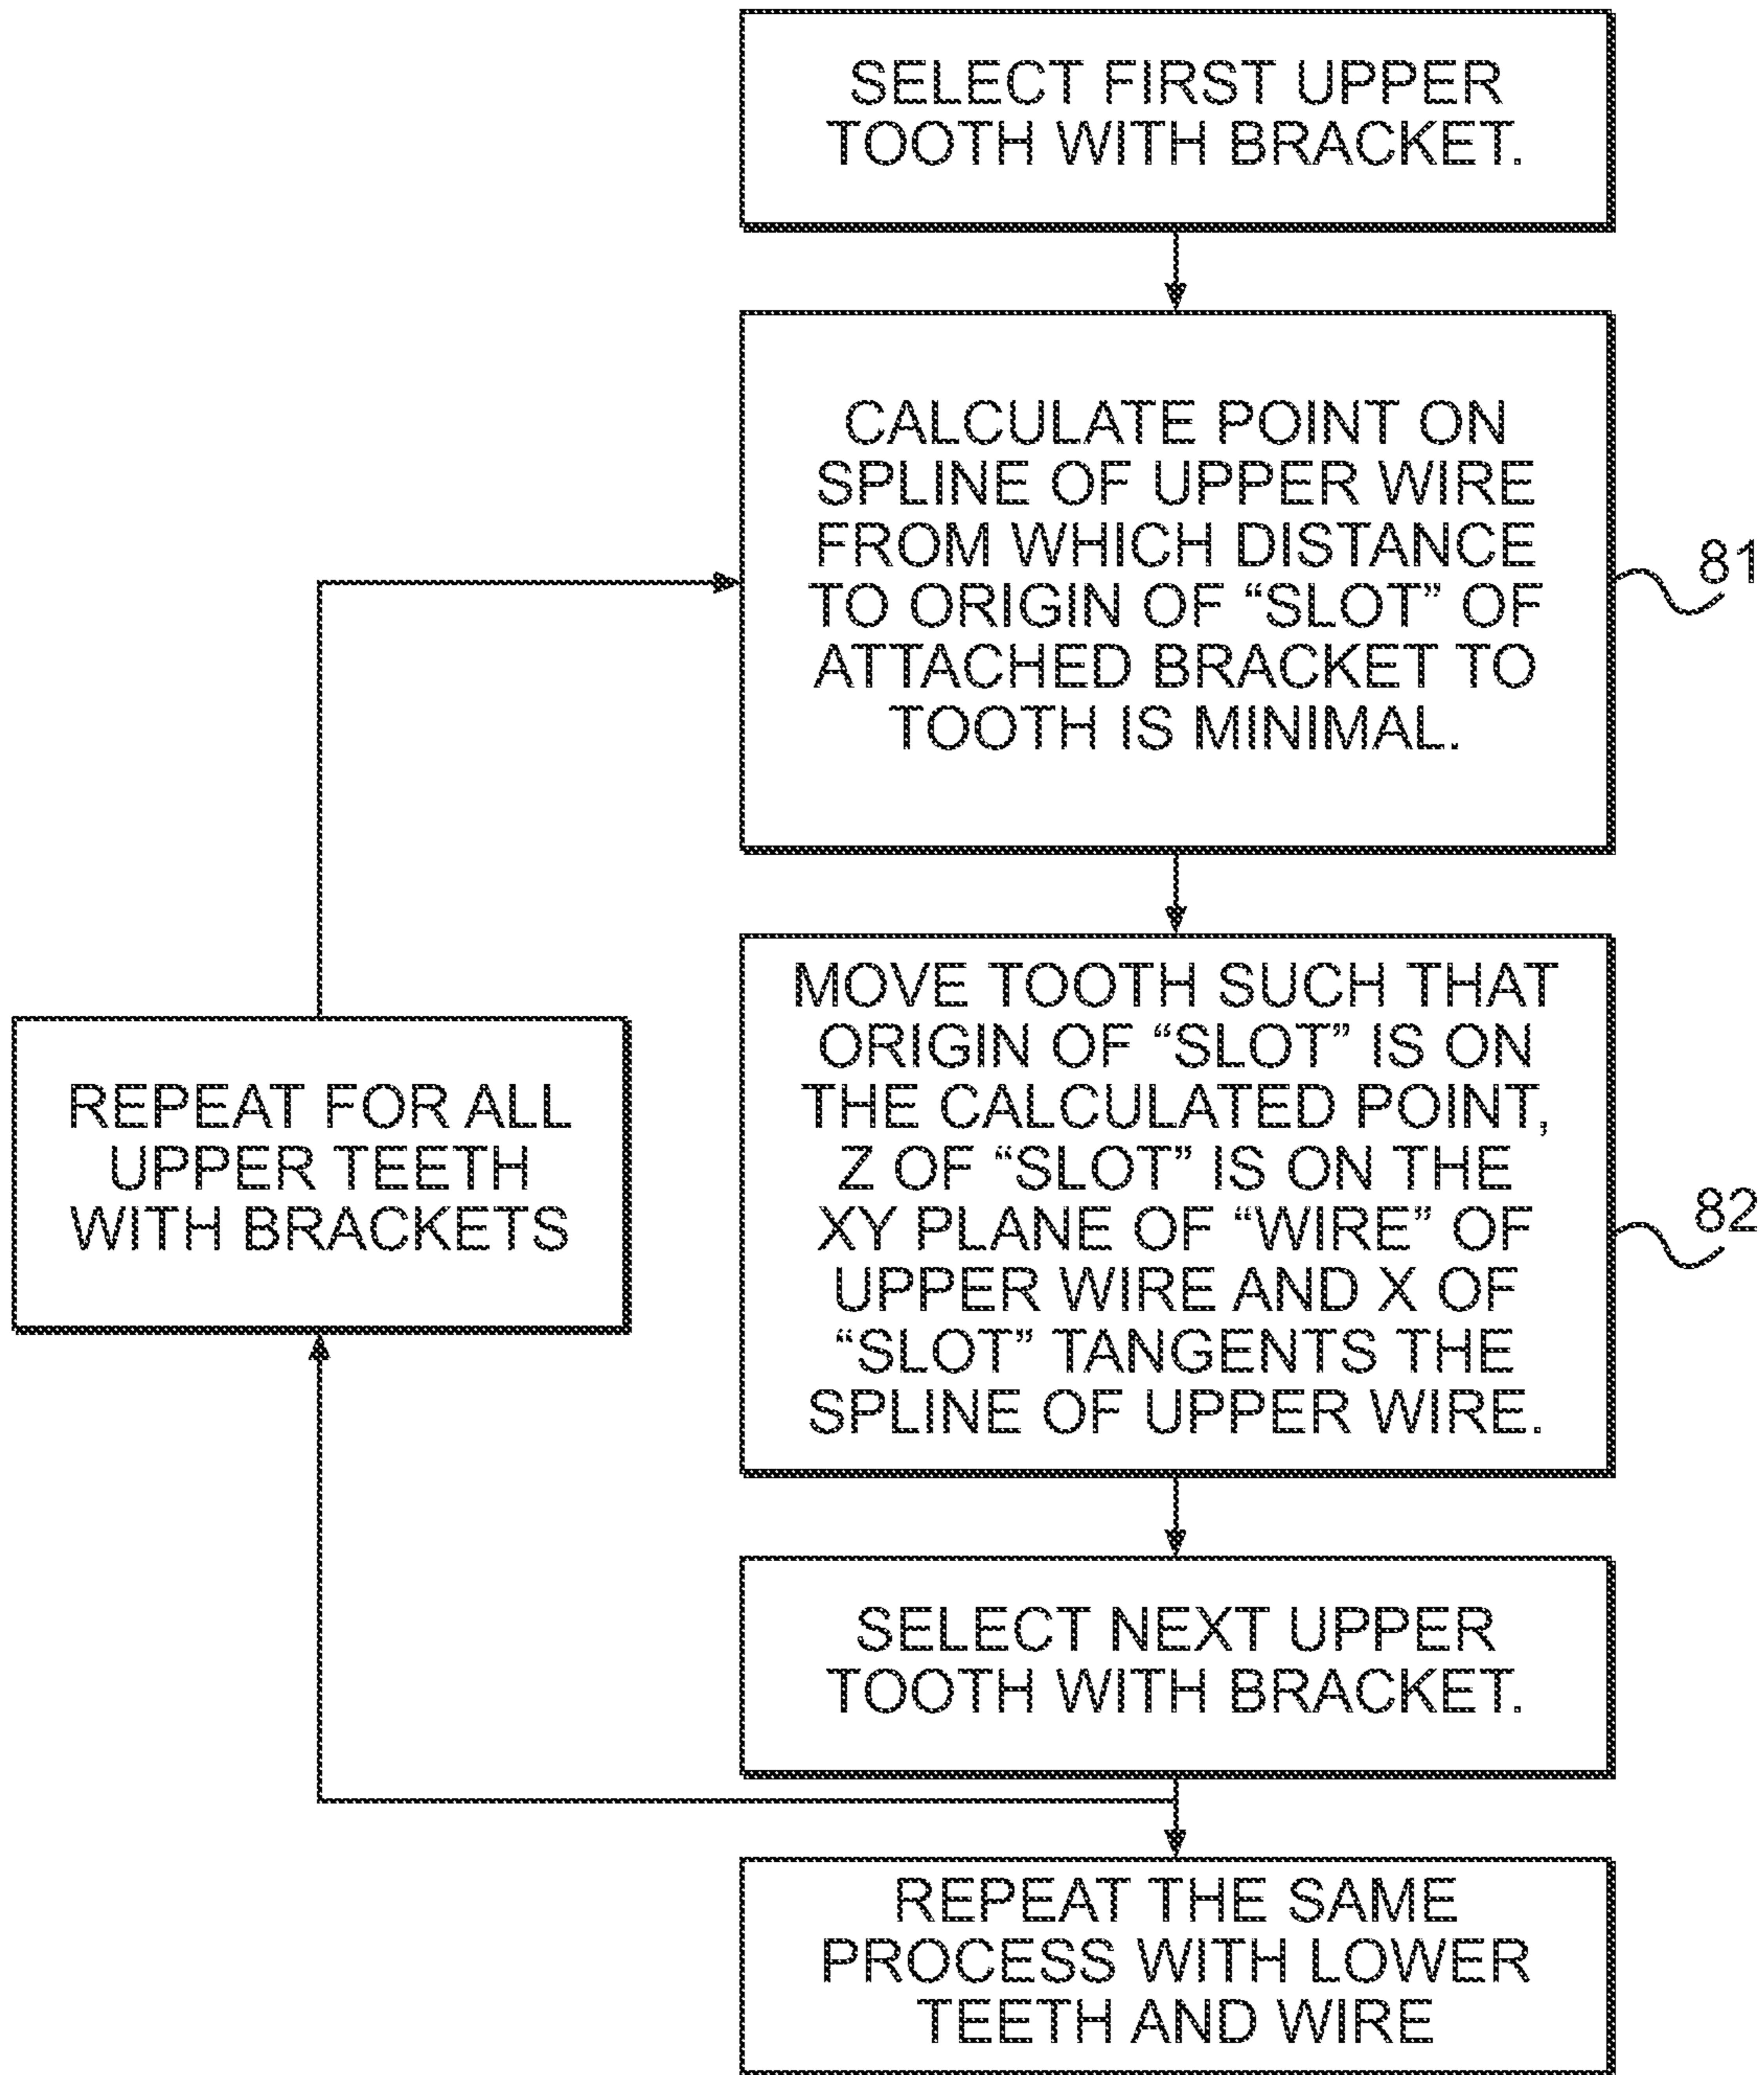 SELECT FIRST UPPER
TOOTH WITH BRACKET.
CALCULATE POINT ON
SPLINE OF UPPER WIRE
FROM WHICH DISTANCE
TO ORIGIN OF “SLOT” OF
ATTACHED BRACKET TO
TOOTH IS MINIMAL.
81
MOVE TOOTH SUCH THAT
ORIGIN OF “SLOT” IS ON
THE CALCULATED POINT,
Z OF “SLOT” IS ON THE
XY PLANE OF “WIRE” OF
UPPER WIRE AND X OF
“SLOT” TANGENTS THE
SPLINE OF UPPER WIRE.
82
REPEAT FOR ALL
UPPER TEETH
WITH BRACKETS
SELECT NEXT UPPER
TOOTH WITH BRACKET.
REPEAT THE SAME
PROCESS WITH LOWER
TEETH AND WIRE